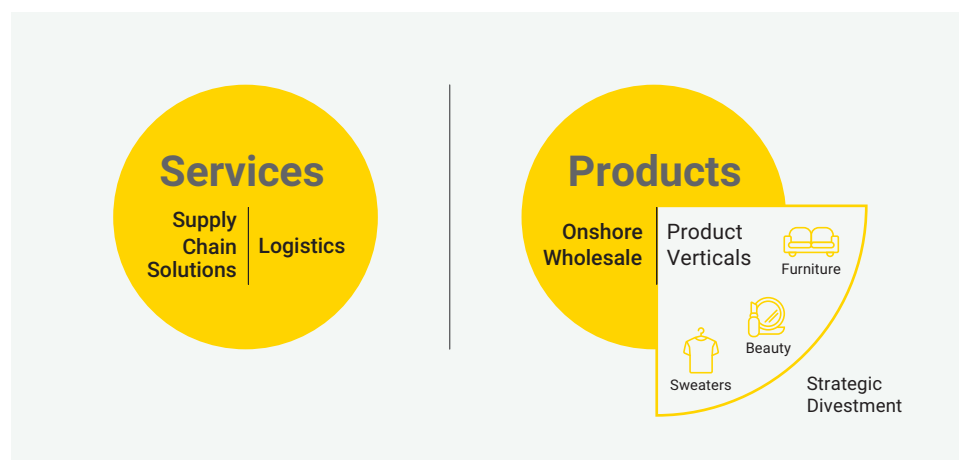 Services
Supply
Chain
Solutions
Logistics
Products
Onshore
Wholesale
Product
Verticals
Furniture
Beauty
Sweaters
Strategic
Divestment